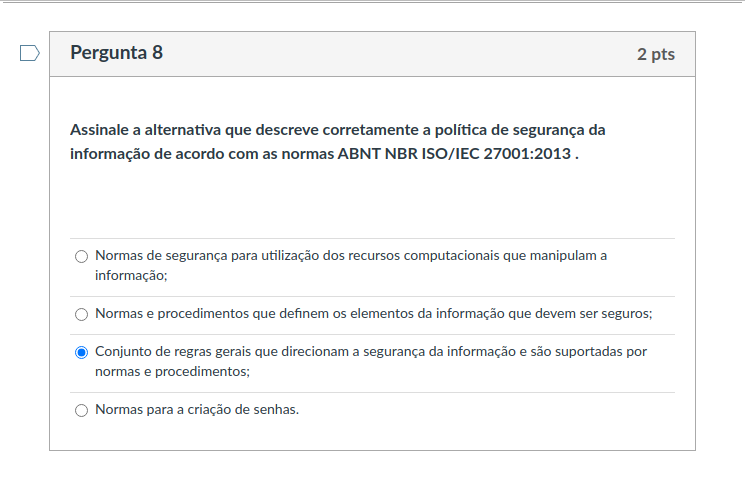 Pergunta 8
2 pts
Assinale a alternativa que descreve corretamente a política de segurança da
informação de acordo com as normas ABNT NBR ISO/IEC 27001:2013 .
Normas de segurança para utilização dos recursos computacionais que manipulam a
informação;
Normas e procedimentos que definem os elementos da informação que devem ser seguros;
Conjunto de regras gerais que direcionam a segurança da informação e são suportadas por
normas e procedimentos;
Normas para a criação de senhas.